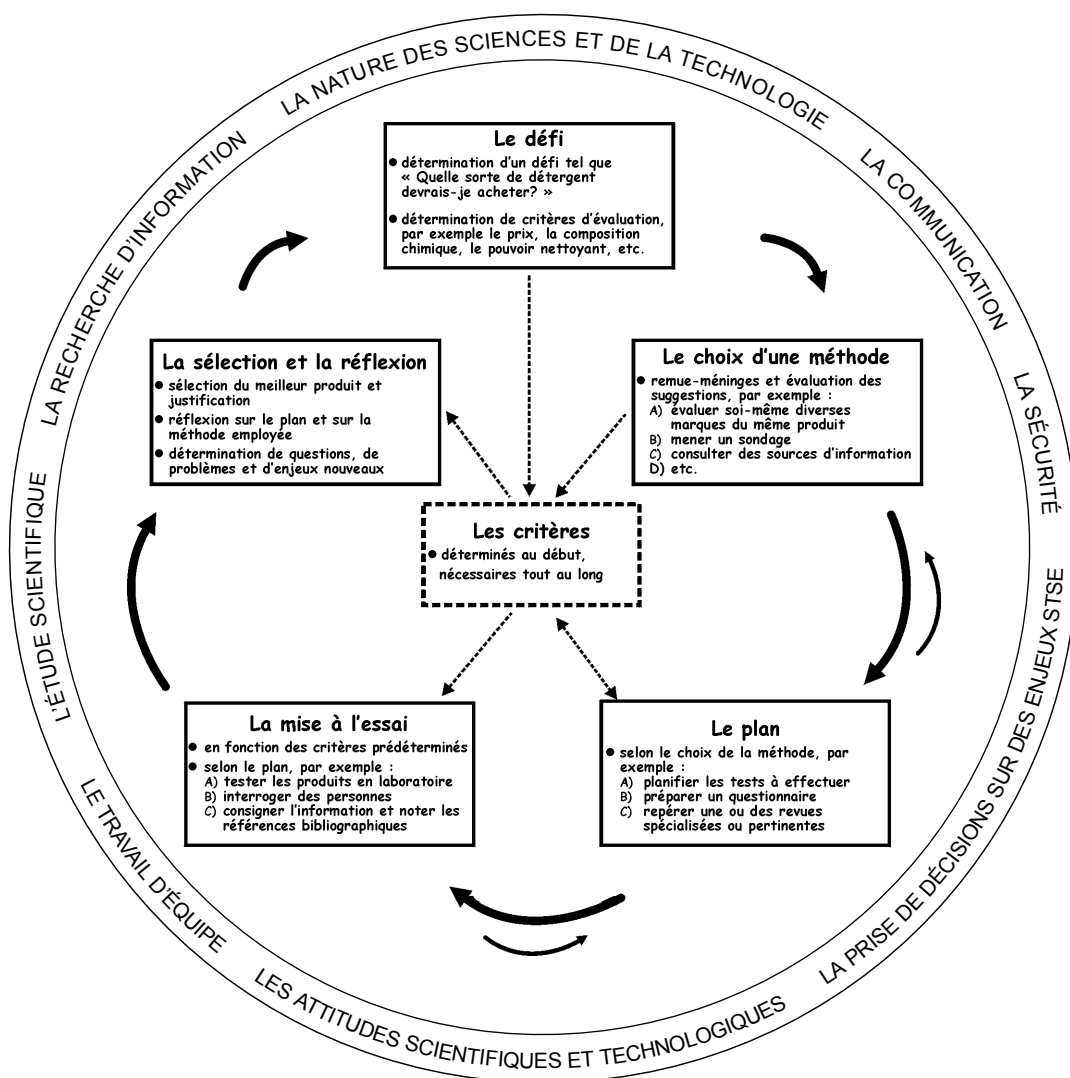 LA NATURE DES SCIENCES ET DE LA TECHNOLOGIE
LA COMMUNICATION
LA SÉCURITÉ
LA PRISE DE DÉCISIONS SUR DES ENJEUX STSE
LES ATTITUDES SCIENTIFIQUES ET TECHNOLOGIQUES
LE TRAVAIL D'ÉQUIPE
L'ÉTUDE SCIENTIFIQUE
LA RECHERCHE D'INFORMATION
Le défi
● détermination d'un défi tel que
« Quelle sorte de détergent
devrais-je acheter? »
● détermination de critères d'évaluation,
par exemple le prix, la composition
chimique, le pouvoir nettoyant, etc.
La sélection et la réflexion
● sélection du meilleur produit et
justification
● réflexion sur le plan et sur la
méthode employée
● détermination de questions, de
problèmes et d'enjeux nouveaux
Le choix d'une méthode
● remue-méninges et évaluation des
suggestions, par exemple :
A) évaluer soi-même diverses
marques du même produit
B) mener un sondage
C) consulter des sources d'information
D) etc.
Les critères
● déterminés au début,
nécessaires tout au long
La mise à l'essai
● en fonction des critères prédéterminés
● selon le plan, par exemple :
A) tester les produits en laboratoire
B) interroger des personnes
C) consigner l'information et noter les
références bibliographiques
Le plan
● selon le choix de la méthode, par
exemple :
A) planifier les tests à effectuer
B) préparer un questionnaire
C) repérer une ou des revues
spécialisées ou pertinentes